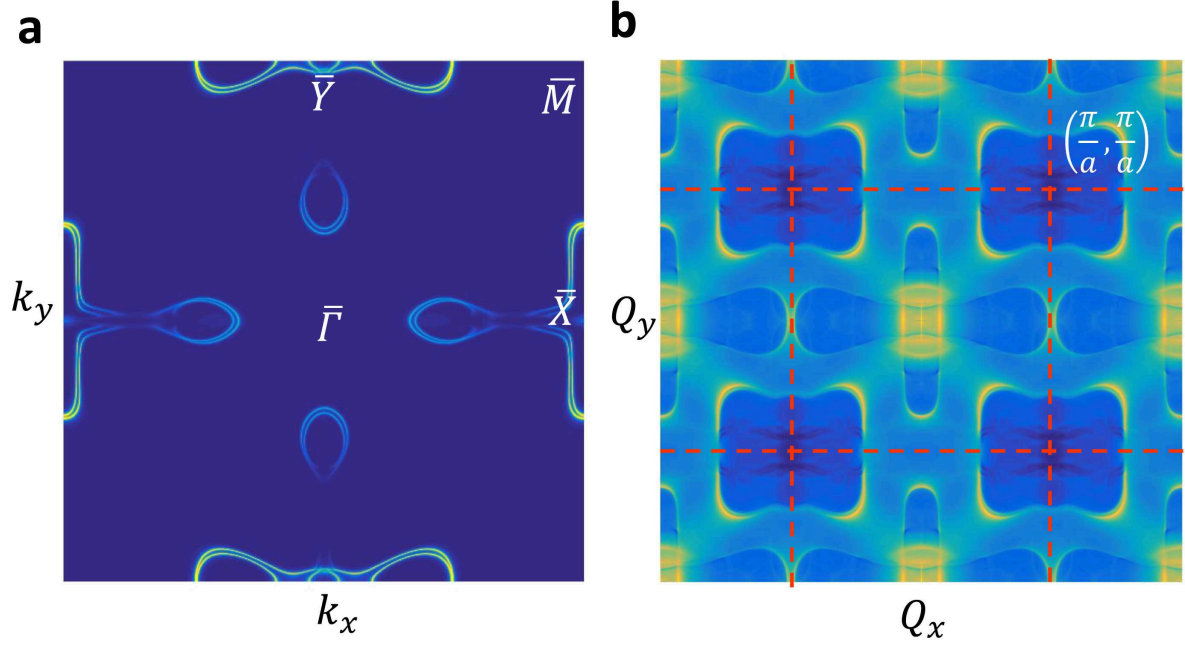 a
b
Y̅
M̅
(π/a, π/a)
k_y
Γ̅
X̅
Q_y
k_x
Q_x